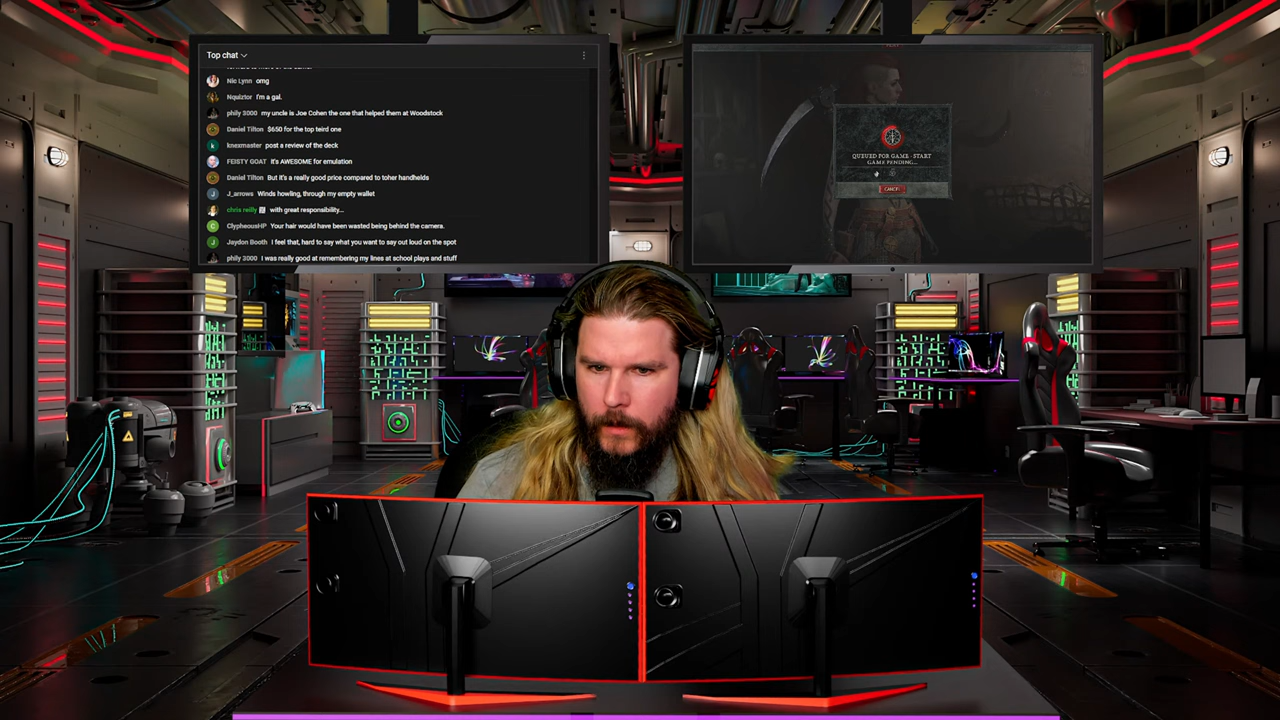 Top chat
Nic Lynn omg
Nquiztor I'm a gal.
phily 3000 my uncle is Joe Cohen the one that helped them at Woodstock
Daniel Tilton $650 for the top teird one
k knexmaster post a review of the deck
FEISTY GOAT it's AWESOME for emulation
Daniel Tilton But it's a really good price compared to toher handhelds
J J_arrows Winds howling, through my empty wallet
chris reilly with great responsibility...
C ClypheousHP Your hair would have been wasted being behind the camera.
J Jaydon Booth I feel that, hard to say what you want to say out loud on the spot
phily 3000 I was really good at remembering my lines at school plays and stuff
QUEUED FOR GAME - START
GAME PENDING...
CANCEL